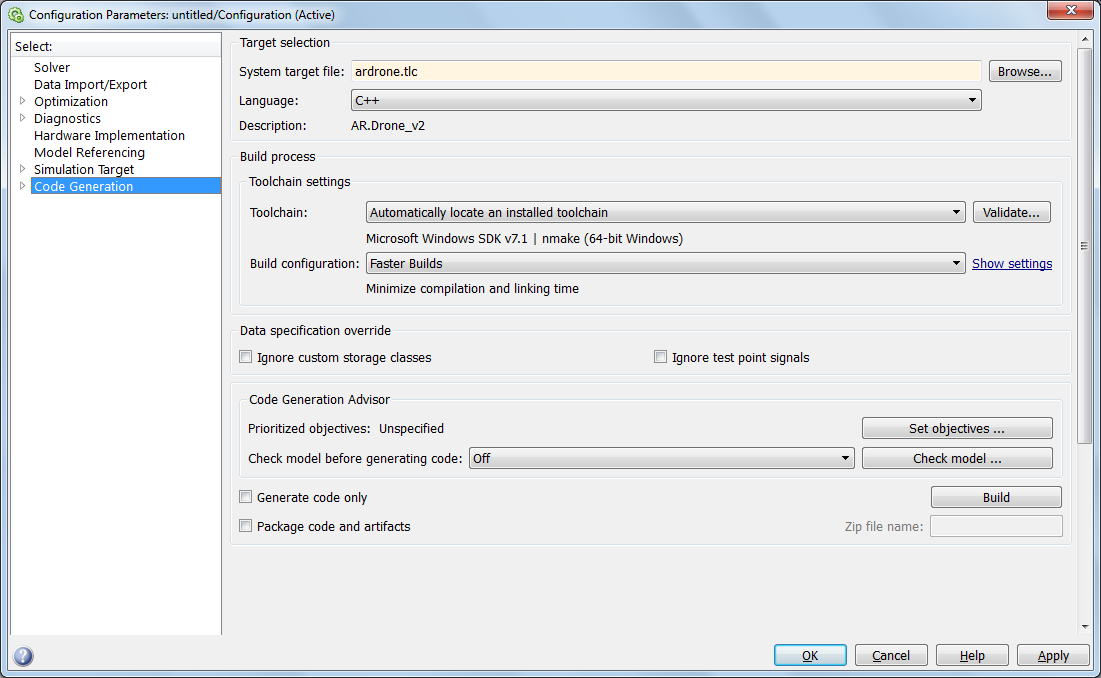 Configuration Parameters: untitled/Configuration (Active)
Select:
Solver
Data Import/Export
Optimization
Diagnostics
Hardware Implementation
Model Referencing
Simulation Target
Code Generation
Target selection
System target file: ardrone.tlc Browse...
Language: C++
Description: AR.Drone_v2
Build process
Toolchain settings
Toolchain: Automatically locate an installed toolchain Validate...
Microsoft Windows SDK v7.1 | nmake (64-bit Windows)
Build configuration: Faster Builds Show settings
Minimize compilation and linking time
Data specification override
Ignore custom storage classes Ignore test point signals
Code Generation Advisor
Prioritized objectives: Unspecified Set objectives ...
Check model before generating code: Off Check model ...
Generate code only Build
Package code and artifacts Zip file name:
OK Cancel Help Apply